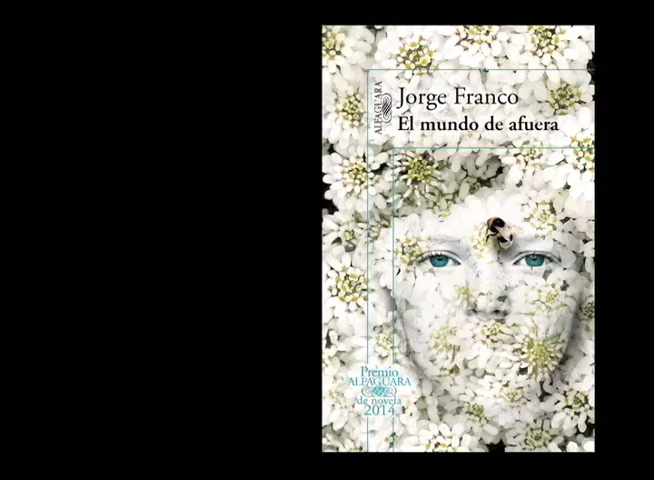 ALFAGUARA
Jorge Franco
El mundo de afuera
Premio
ALFAGUARA
de novela
2014